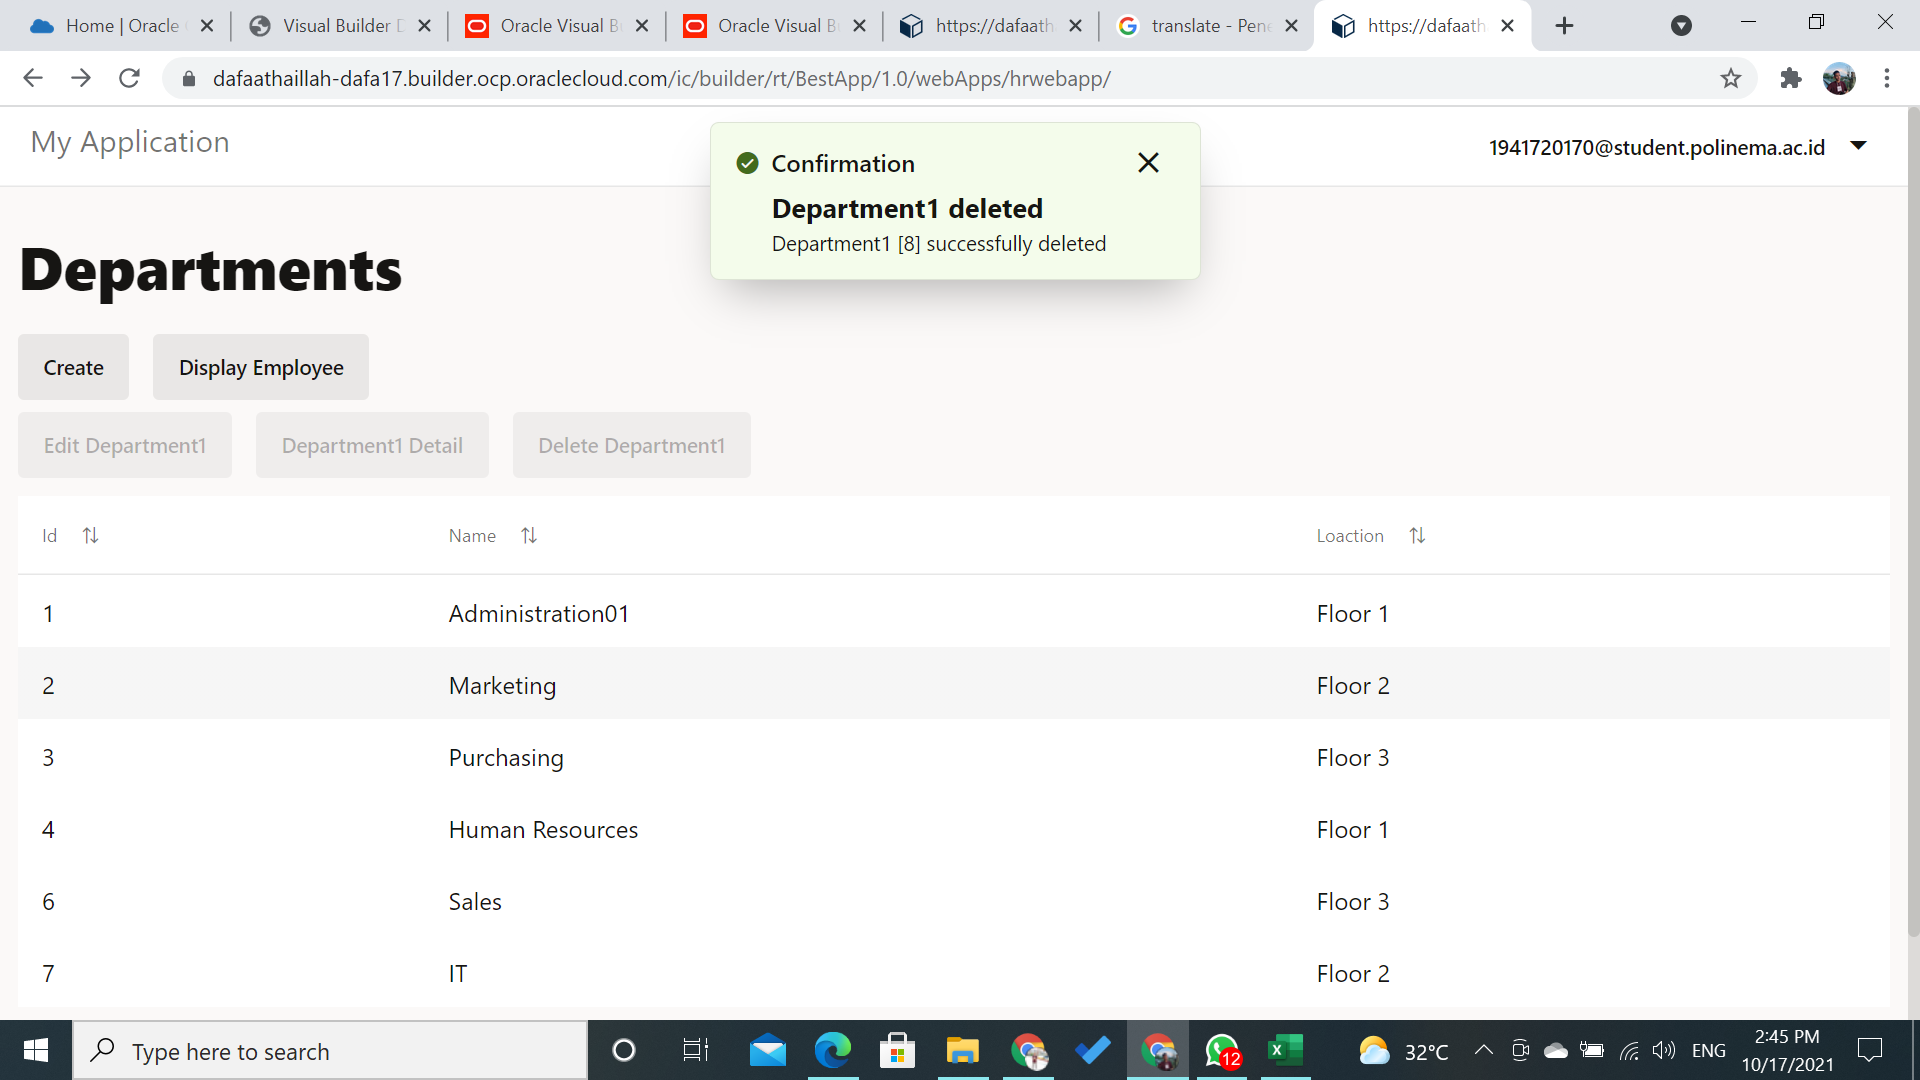 Home | Oracle
Visual Builder
Oracle Visual B
Oracle Visual B
https://dafaath
translate - Pene
https://dafaath
dafaathaillah-dafa17.builder.ocp.oraclecloud.com/ic/builder/rt/BestApp/1.0/webApps/hrwebapp/
My Application
1941720170@student.polinema.ac.id
Confirmation
Department1 deleted
Department1 [8] successfully deleted
Departments
Create
Display Employee
Edit Department1
Department1 Detail
Delete Department1
Id
Name
Loaction
1
Administration01
Floor 1
2
Marketing
Floor 2
3
Purchasing
Floor 3
4
Human Resources
Floor 1
6
Sales
Floor 3
7
IT
Floor 2
Type here to search
12
32°C
ENG
2:45 PM
10/17/2021